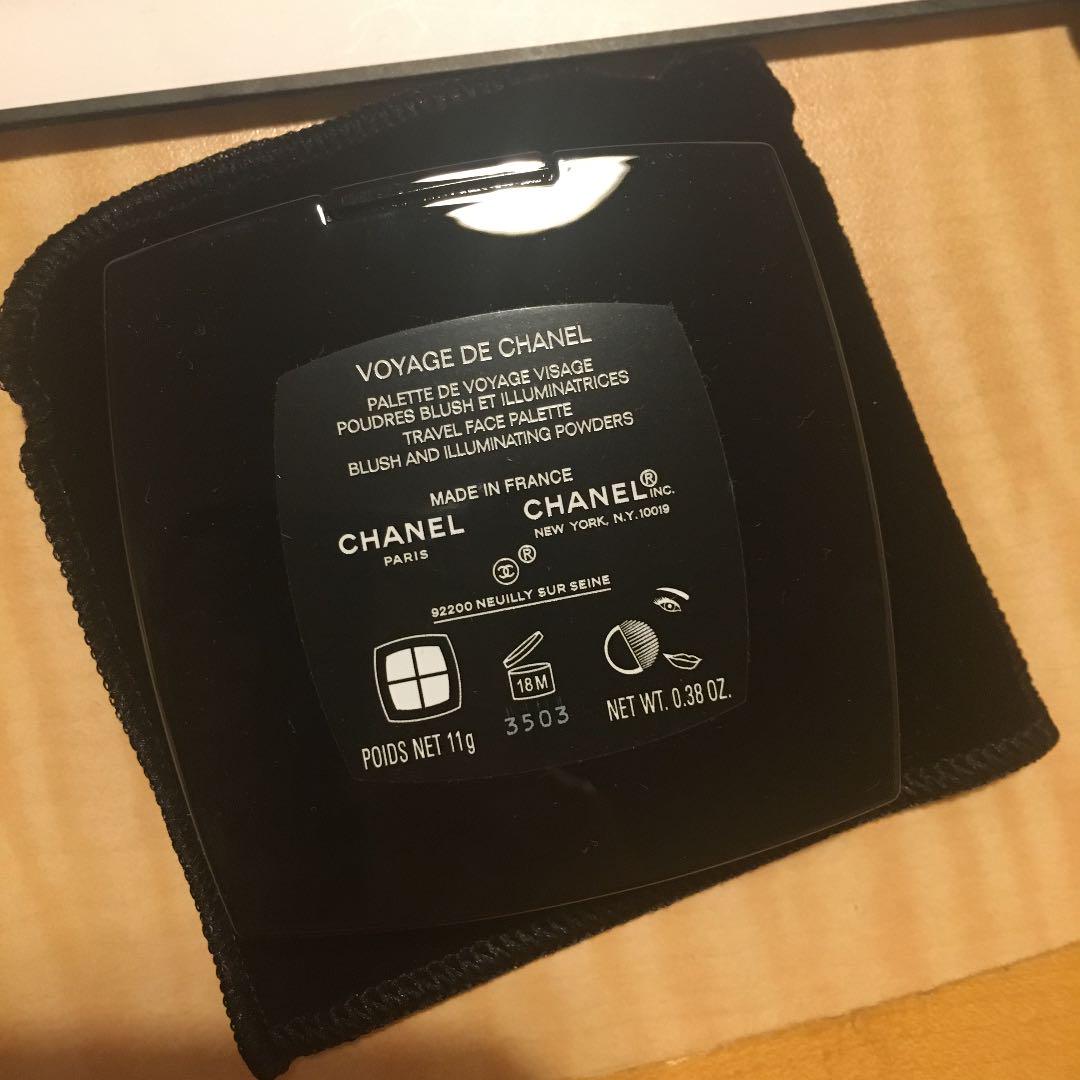 VOYAGE DE CHANEL
PALETTE DE VOYAGE VISAGE
POUDRES BLUSH ET ILLUMINATRICES
TRAVEL FACE PALETTE
BLUSH AND ILLUMINATING POWDERS
MADE IN FRANCE
CHANEL
PARIS
CHANEL® INC.
NEW YORK, N.Y. 10019
®
92200 NEUILLY SUR SEINE
18M
3503
POIDS NET 11g
NET WT. 0.38 OZ.